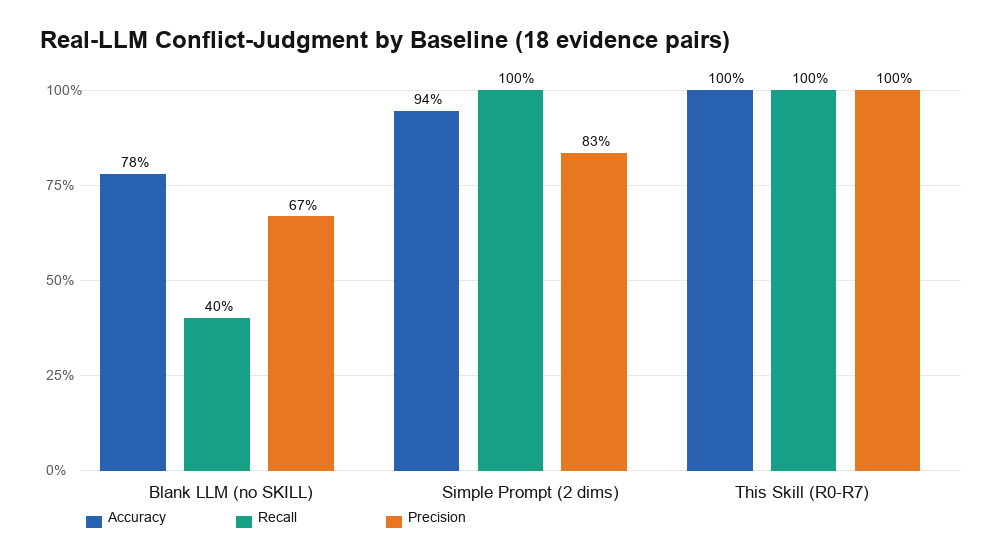 Real-LLM Conflict-Judgment by Baseline (18 evidence pairs)
100%
75%
50%
25%
0%
78%
40%
67%
94%
100%
83%
100%
100%
100%
Blank LLM (no SKILL)
Simple Prompt (2 dims)
This Skill (R0-R7)
Accuracy
Recall
Precision